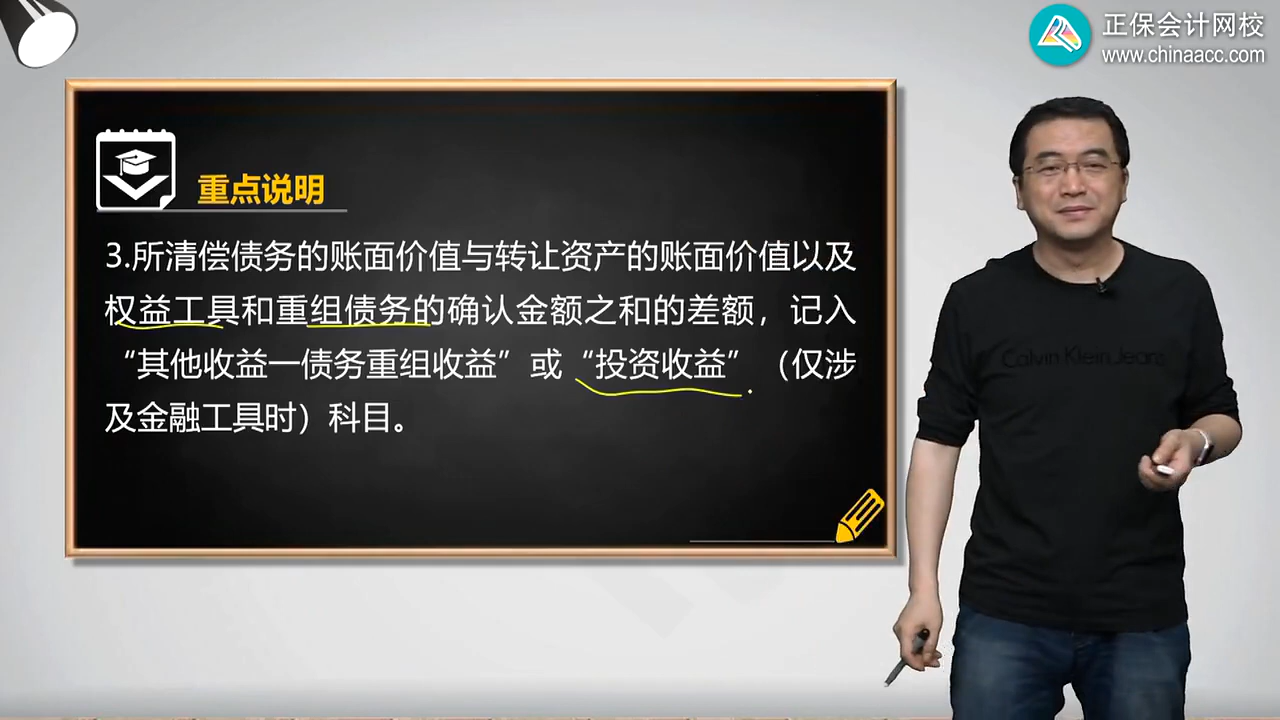 正保会计网校
www.chinaacc.com
重点说明
3.所清偿债务的账面价值与转让资产的账面价值以及
权益工具和重组债务的确认金额之和的差额，记入
“其他收益—债务重组收益”或“投资收益”（仅涉
及金融工具时）科目。
Calvin Klein Jeans